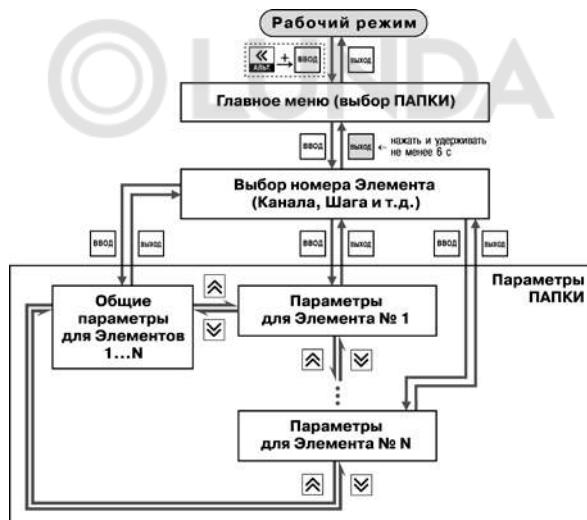 LUNDA
Рабочий режим
АЛЬТ.
+
ВВОД
ВЫХОД
Главное меню (выбор ПАПКИ)
ВВОД
ВЫХОД
нажать и удерживать
не менее 6 с
Выбор номера Элемента
(Канала, Шага и т.д.)
ВВОД
ВЫХОД
ВВОД
ВЫХОД
ВВОД
ВЫХОД
Параметры
ПАПКИ
Общие
параметры
для Элементов
1...N
Параметры
для Элемента № 1
Параметры
для Элемента № N